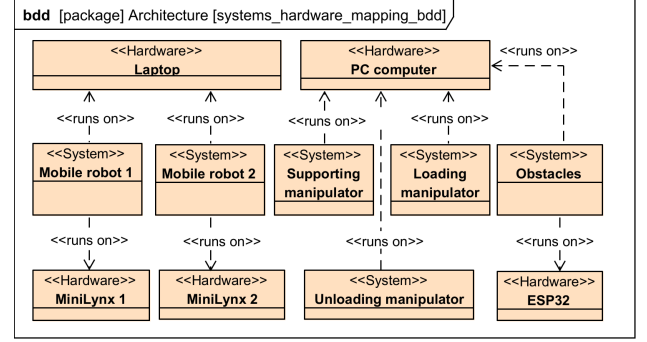 bdd [package] Architecture [systems_hardware_mapping_bdd]
<<Hardware>>
Laptop
<<Hardware>>
PC computer
<<runs on>>
<<runs on>>
<<runs on>>
<<runs on>>
<<runs on>>
<<System>>
Mobile robot 1
<<System>>
Mobile robot 2
<<System>>
Supporting
manipulator
<<System>>
Loading
manipulator
<<System>>
Obstacles
<<runs on>>
<<runs on>>
<<runs on>>
<<runs on>>
<<Hardware>>
MiniLynx 1
<<Hardware>>
MiniLynx 2
<<System>>
Unloading manipulator
<<Hardware>>
ESP32